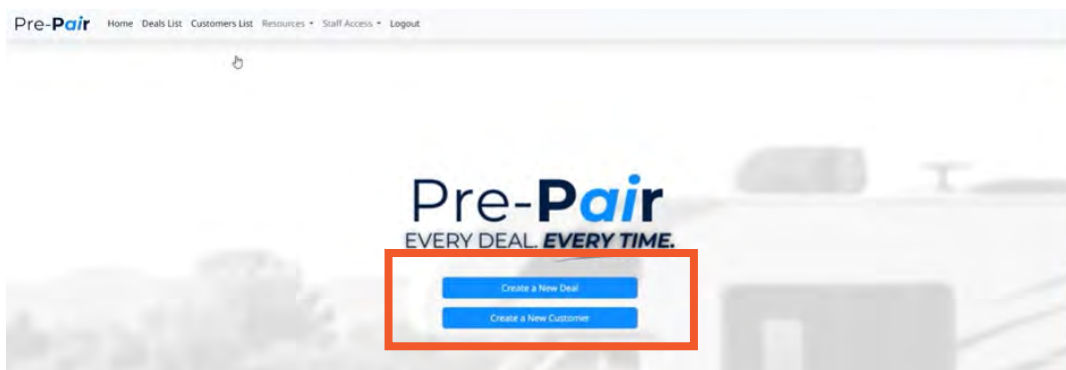 Pre-Pair Home Deals List Customers List Resources Staff Access Logout
Pre-Pair
EVERY DEAL. EVERY TIME.
Create a New Deal
Create a New Customer